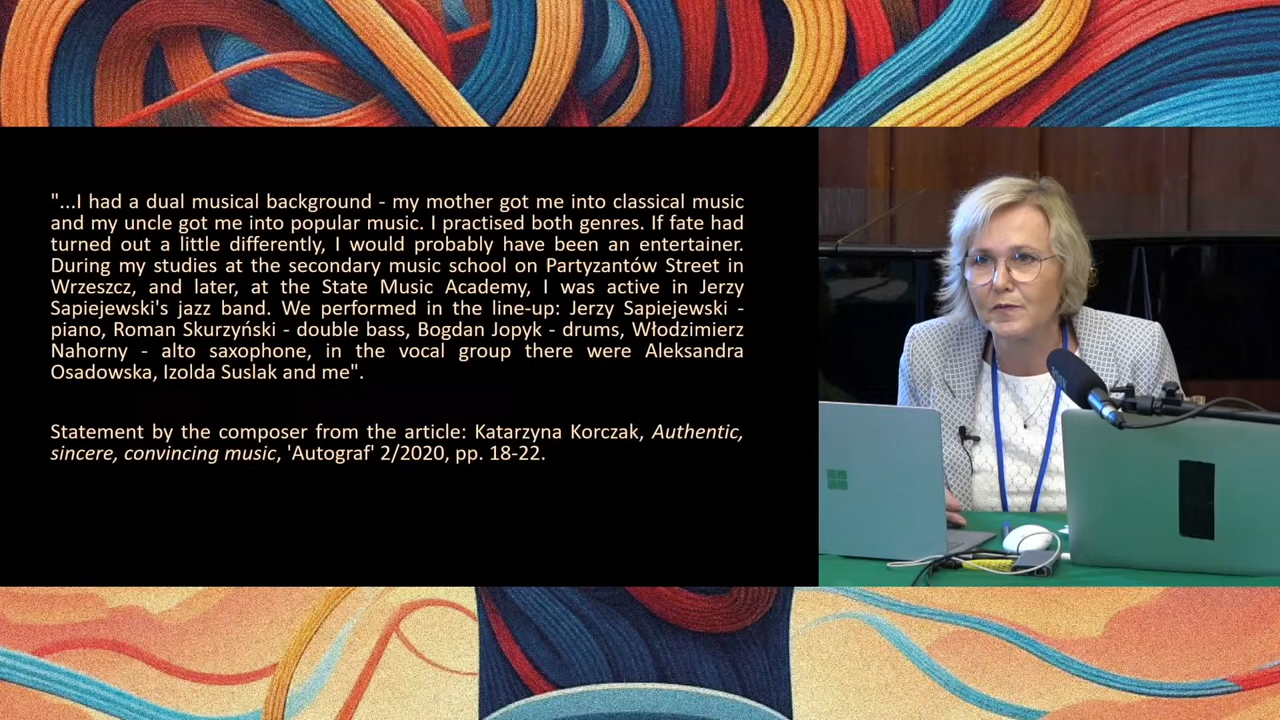 "...I had a dual musical background - my mother got me into classical music
and my uncle got me into popular music. I practised both genres. If fate had
turned out a little differently, I would probably have been an entertainer.
During my studies at the secondary music school on Partyzantów Street in
Wrzeszcz, and later, at the State Music Academy, I was active in Jerzy
Sapiejewski's jazz band. We performed in the line-up: Jerzy Sapiejewski -
piano, Roman Skurzyński - double bass, Bogdan Jopyk - drums, Włodzimierz
Nahorny - alto saxophone, in the vocal group there were Aleksandra
Osadowska, Izolda Suslak and me".
Statement by the composer from the article: Katarzyna Korczak, Authentic,
sincere, convincing music, 'Autograf' 2/2020, pp. 18-22.